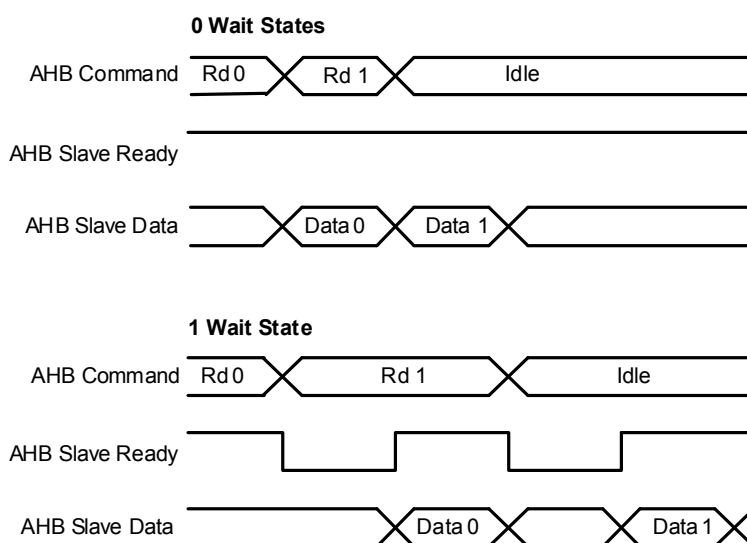 0 Wait States
AHB Command Rd 0 Rd 1 Idle
AHB Slave Ready
AHB Slave Data Data 0 Data 1
1 Wait State
AHB Command Rd 0 Rd 1 Idle
AHB Slave Ready
AHB Slave Data Data 0 Data 1